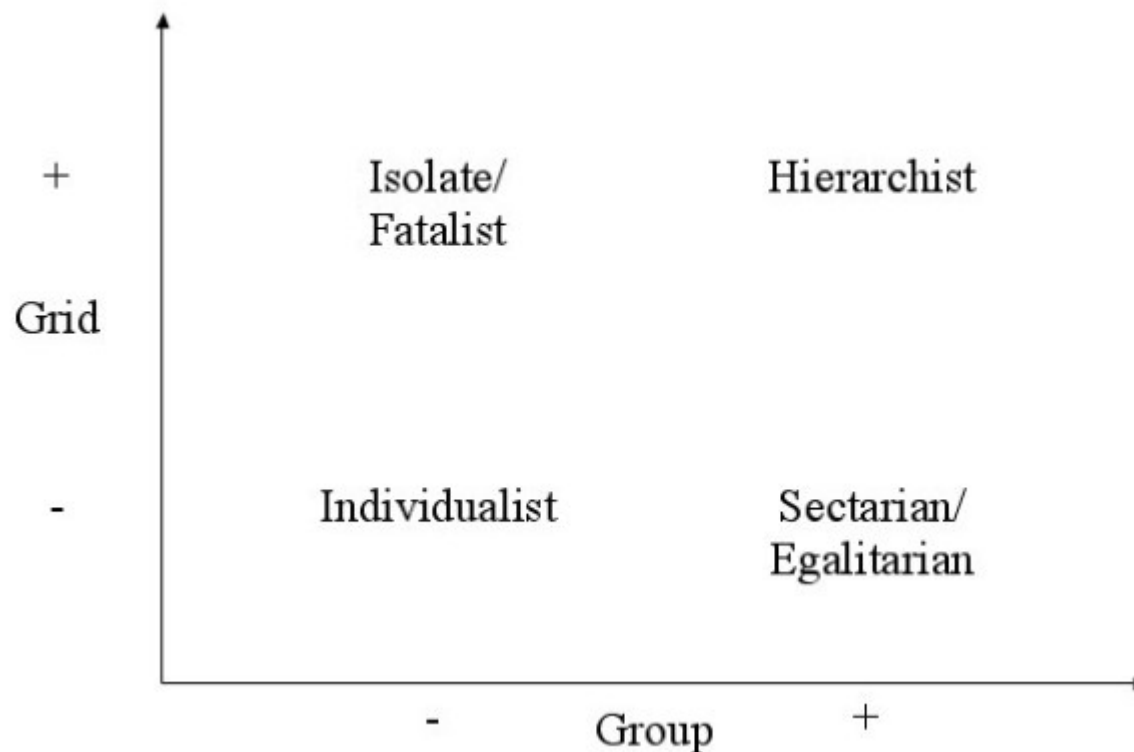 +
Isolate/
Fatalist
Hierarchist
Grid
-
Individualist
Sectarian/
Egalitarian
-
Group
+